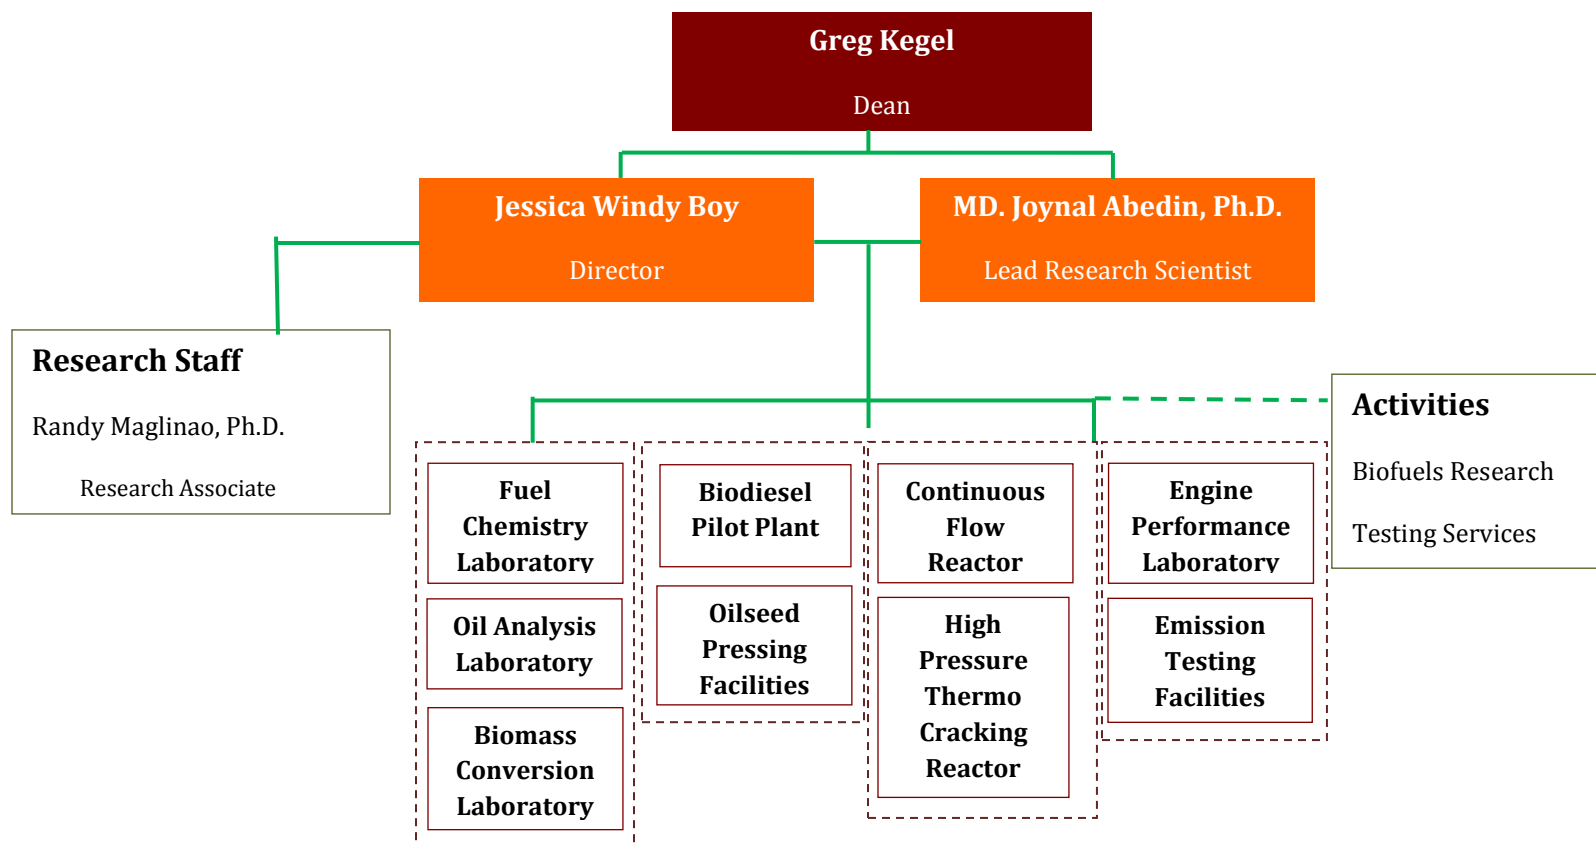 Greg Kegel
Dean
Jessica Windy Boy
Director
MD. Joynal Abedin, Ph.D.
Lead Research Scientist
Research Staff
Randy Maglinao, Ph.D.
Research Associate
Activities
Biofuels Research
Testing Services
Fuel
Chemistry
Laboratory
Oil Analysis
Laboratory
Biomass
Conversion
Laboratory
Biodiesel
Pilot Plant
Oilseed
Pressing
Facilities
Continuous
Flow
Reactor
High
Pressure
Thermo
Cracking
Reactor
Engine
Performance
Laboratory
Emission
Testing
Facilities